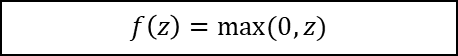 f(z) = max(0, z)